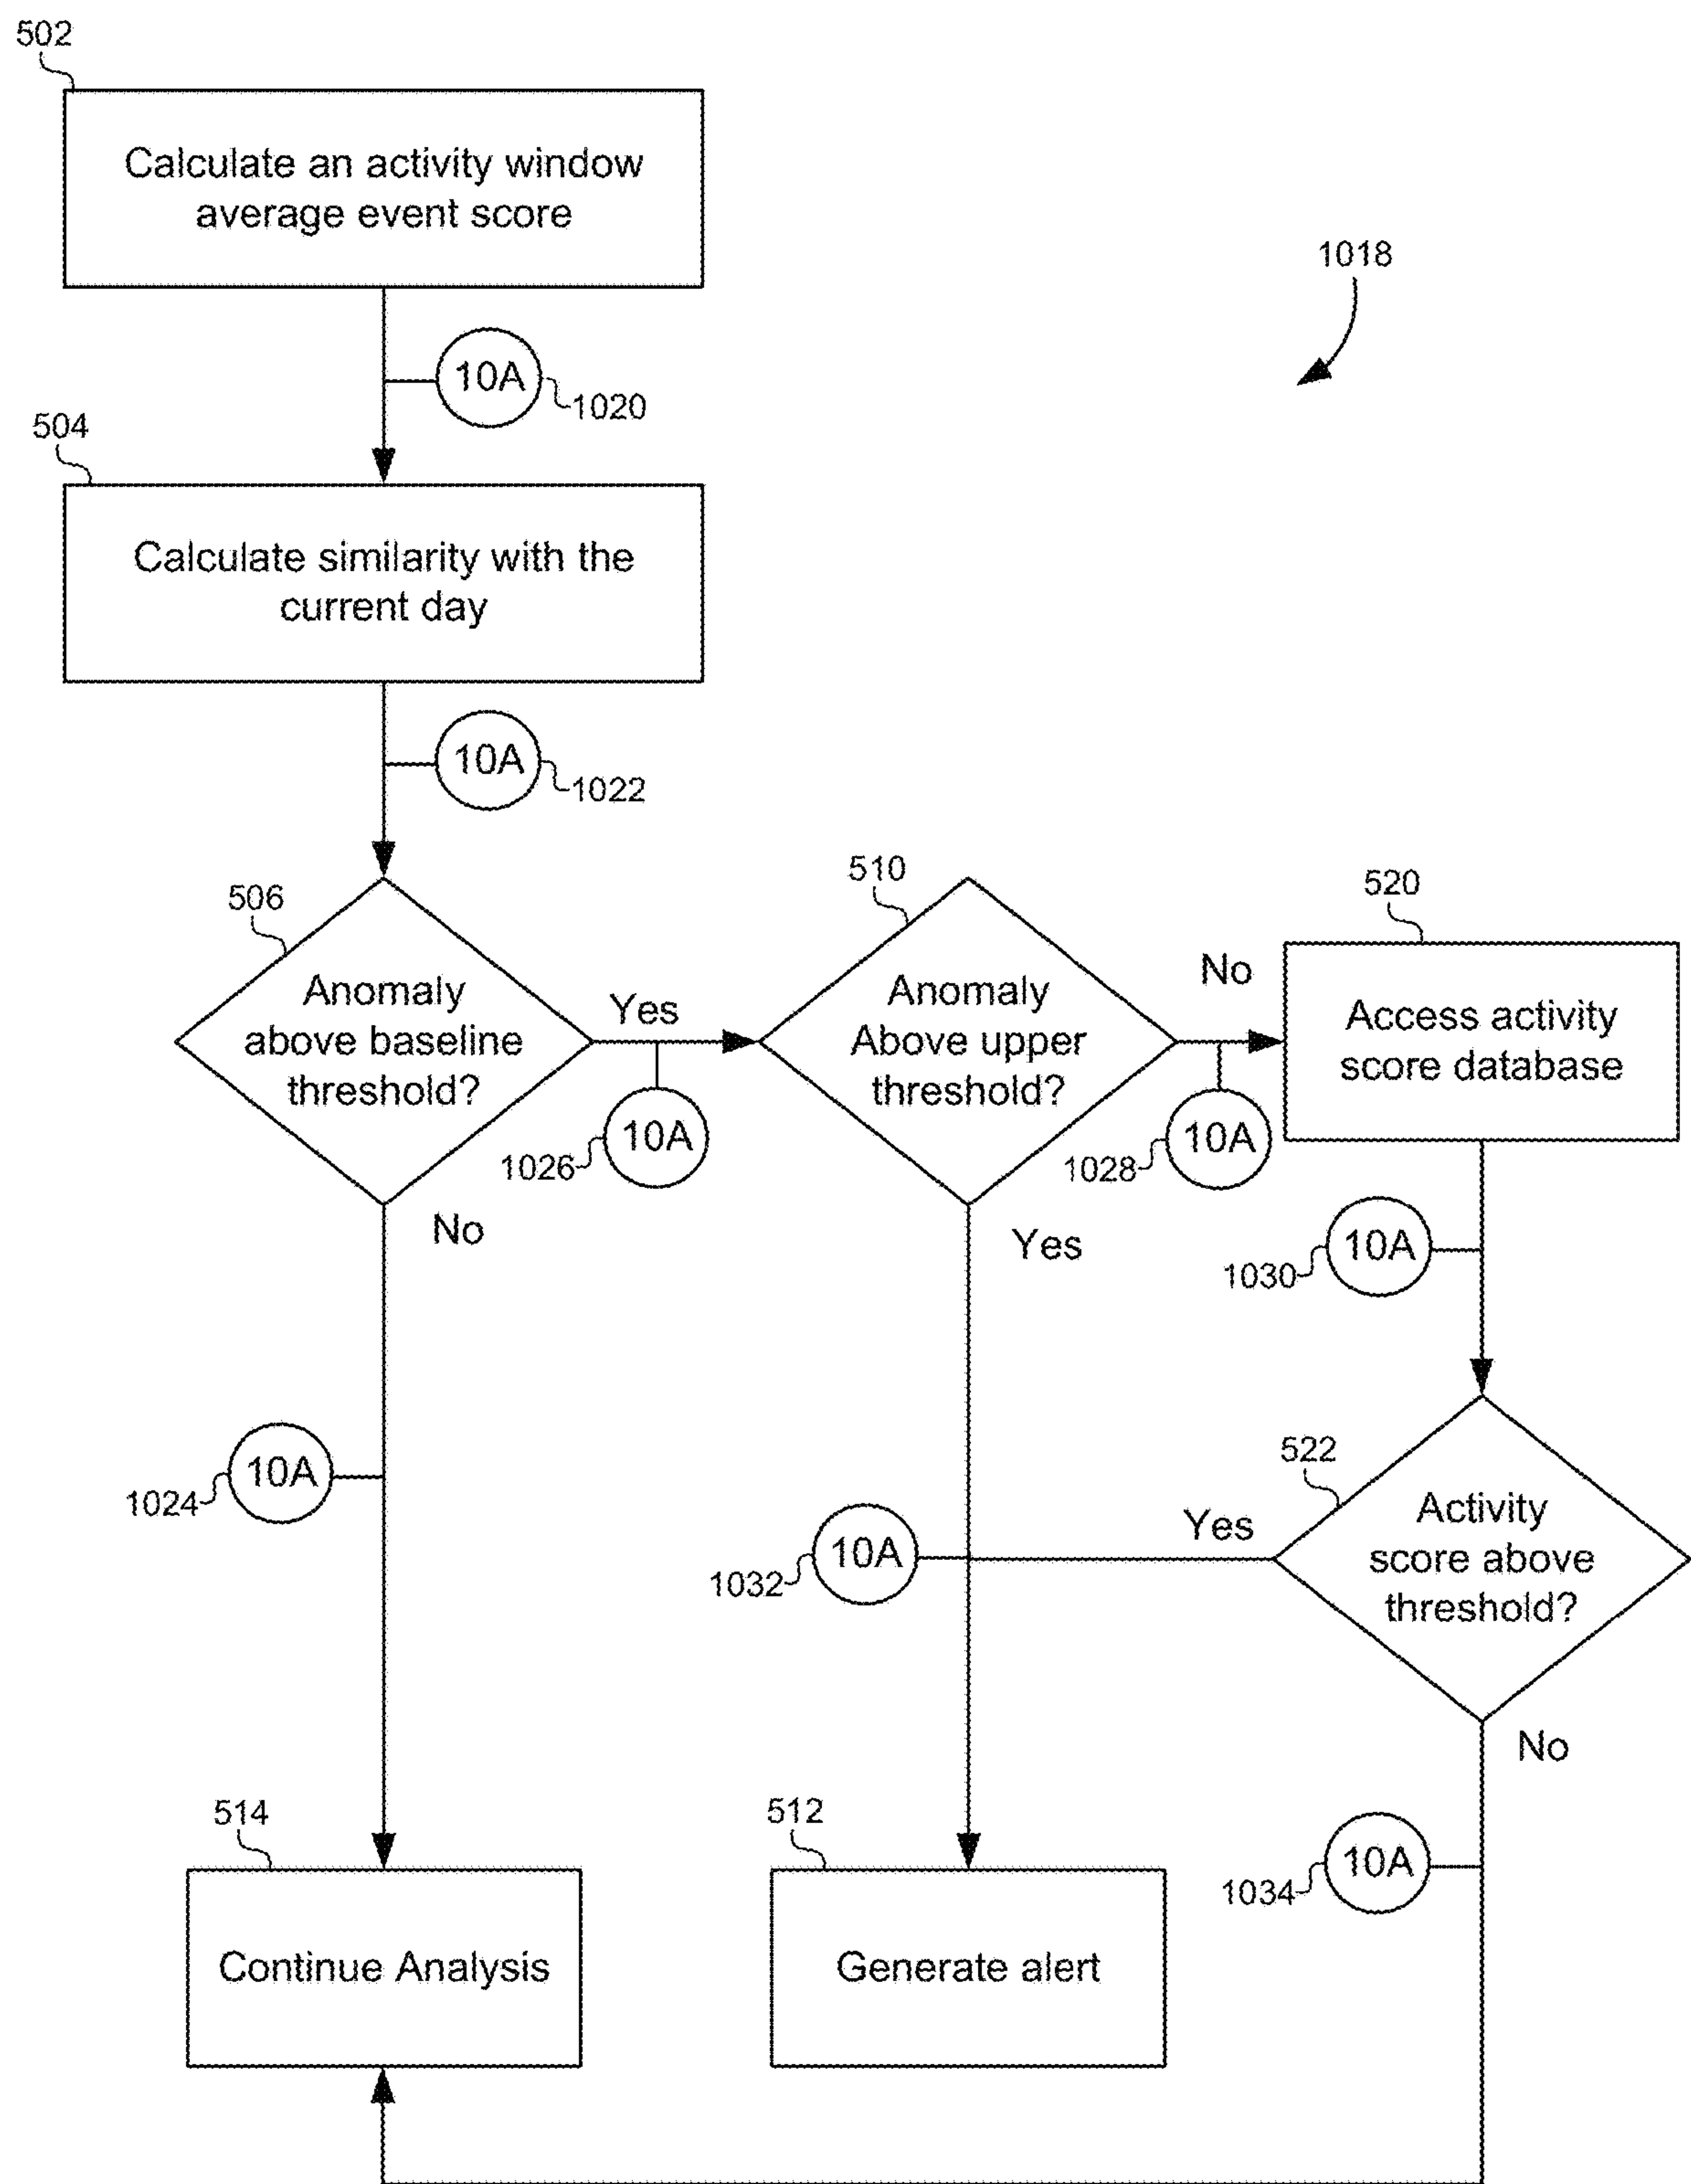 502
Calculate an activity window
average event score
1018
10A
1020
504
Calculate similarity with the
current day
10A
1022
506
Anomaly
above baseline
threshold?
Yes
10A
1026
No
510
Anomaly
Above upper
threshold?
No
10A
1028
Yes
520
Access activity
score database
10A
1030
10A
1024
522
Activity
score above
threshold?
Yes
10A
1032
No
514
Continue Analysis
512
Generate alert
10A
1034